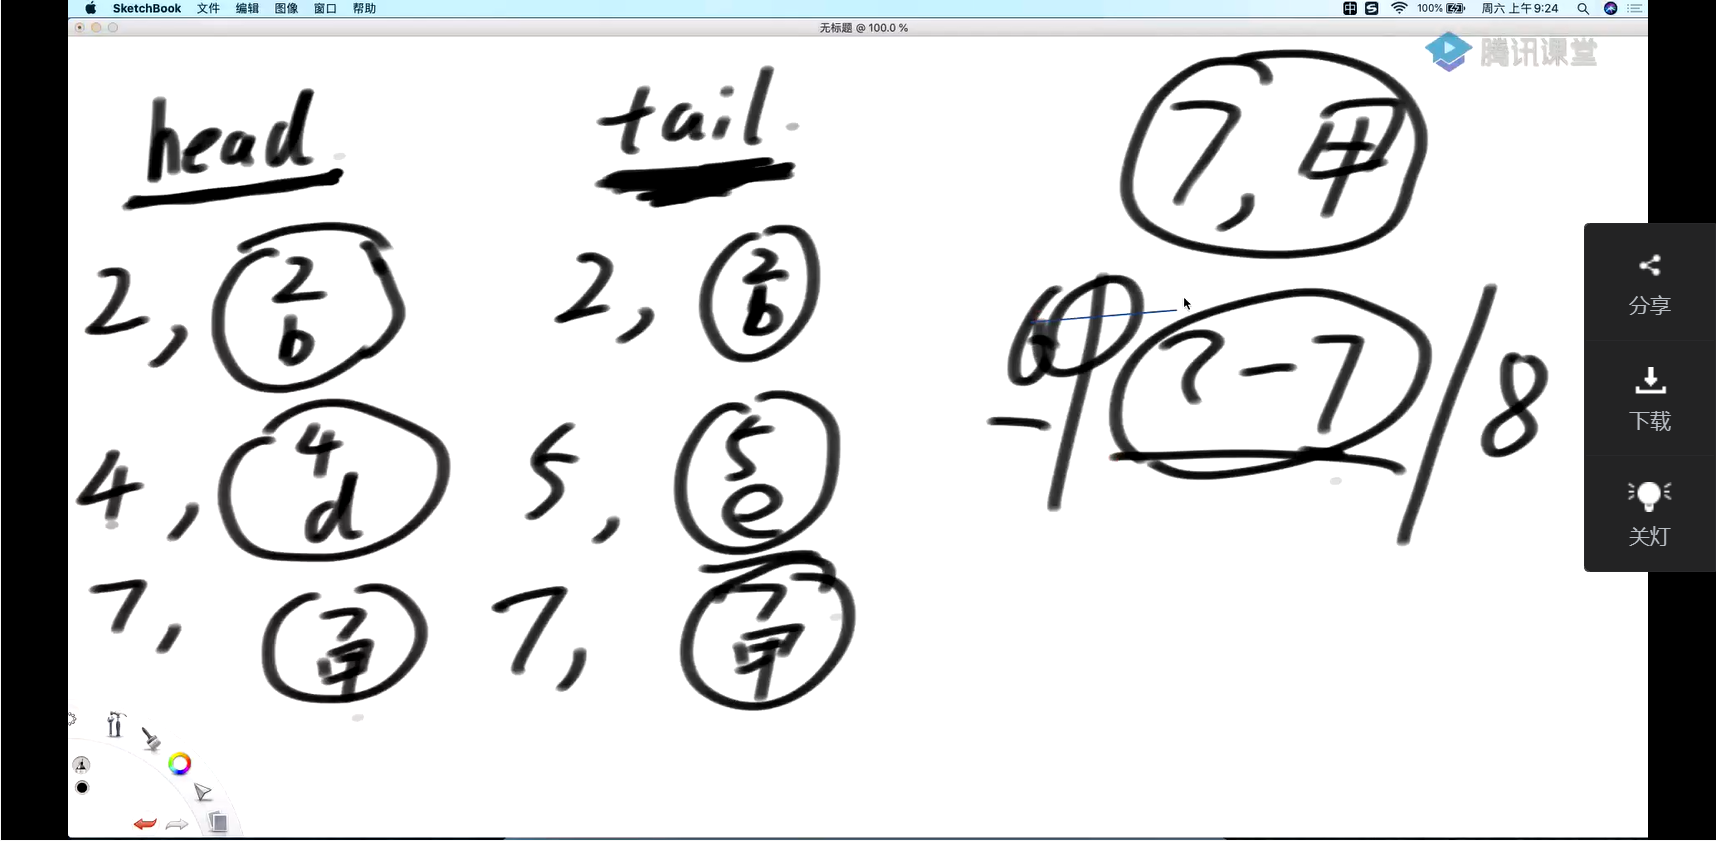 SketchBook 文件 编辑 图像 窗口 帮助 100% 周六 上午9:24
无标题 @ 100.0 %
腾讯课堂
head
tail
7, 甲
2, 2
b
2, 2
b
?-7
8
4, 4
d
5, 5
e
7, 7
甲
7, 7
甲
分享
下载
关灯